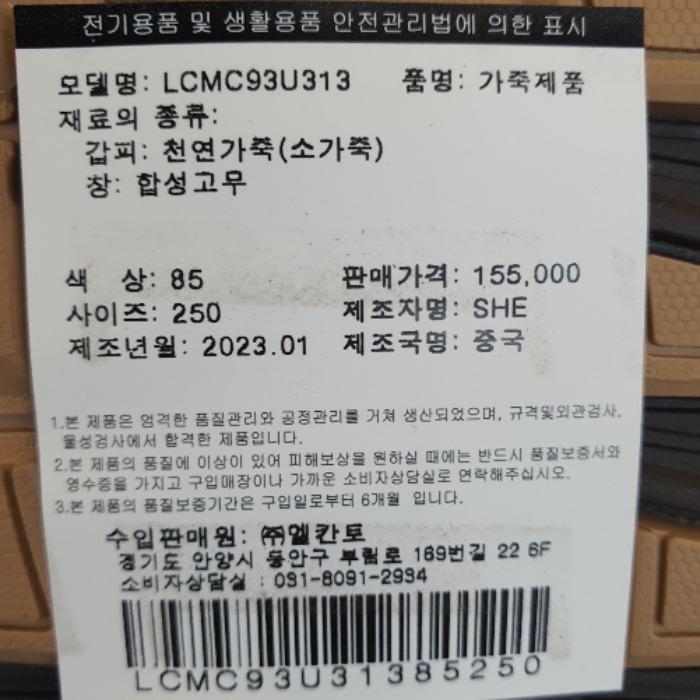 전기용품 및 생활용품 안전관리법에 의한 표시
모델명: LCMC93U313 품명: 가죽제품
재료의 종류:
갑피: 천연가죽(소가죽)
창: 합성고무
색 상: 85 판매가격: 155,000
사이즈: 250 제조자명: SHE
제조년월: 2023.01 제조국명: 중국
1.본 제품은 엄격한 품질관리와 공정관리를 거쳐 생산되었으며, 규격및외관검사,
물성검사에서 합격한 제품입니다.
2.본 제품의 품질에 이상이 있어 피해보상을 원하실 때에는 반드시 품질보증서와
영수증을 가지고 구입매장이나 가까운 소비자상담실로 연락해주십시오.
3.본 제품의 품질보증기간은 구입일로부터 6개월 입니다.
수입판매원: ㈜엘칸토
경기도 안양시 동안구 부림로 169번길 22 6F
소비자상담실 : 031-8091-2934
LCMC93U31385250